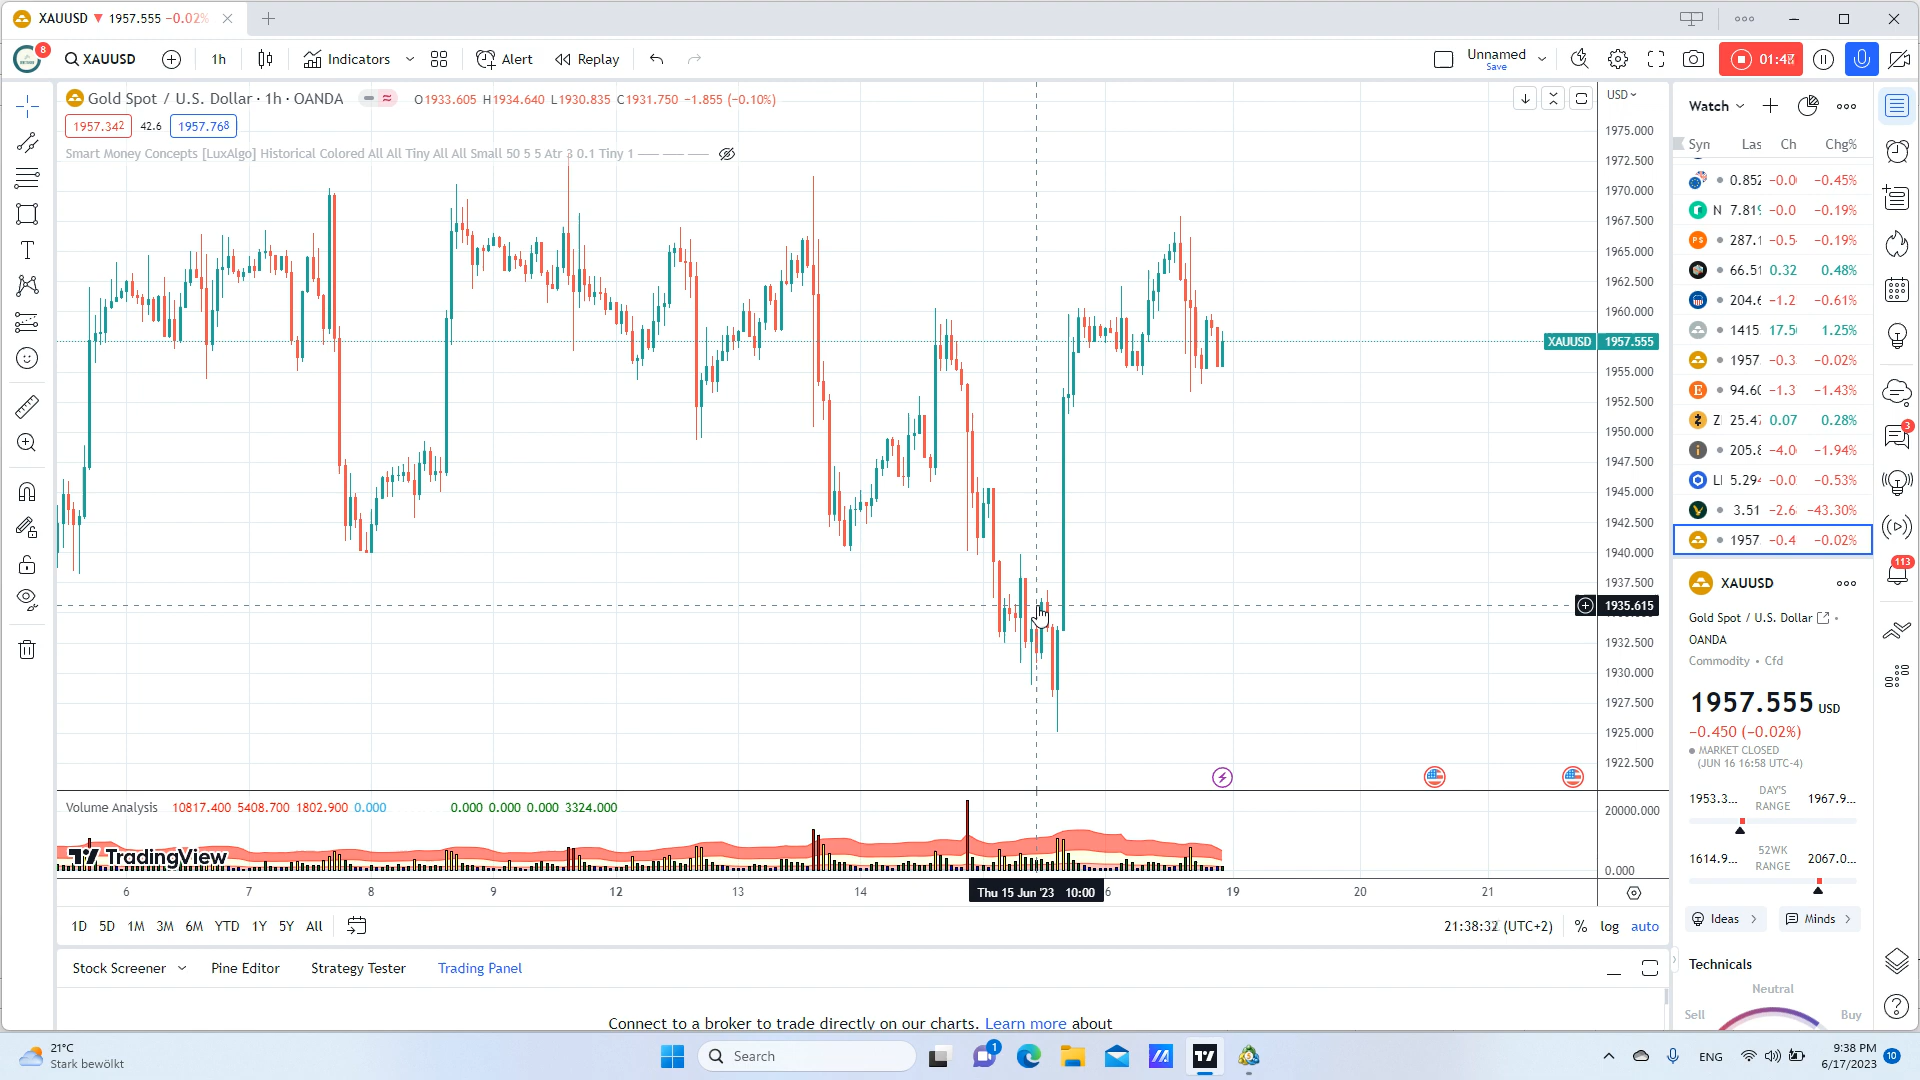 XAUUSD ▼ 1957.555 −0.02%
8
XAUUSD
1h
Indicators
Alert
Replay
Unnamed
Save
Gold Spot / U.S. Dollar · 1h · OANDA
O1933.605 H1934.640 L1930.835 C1931.750 −1.855 (−0.10%)
1957.342 42.6 1957.768
Smart Money Concepts [LuxAlgo] Historical Colored All All Tiny All All Small 50 5 5 Atr 3 0.1 Tiny 1
USD
1975.000
1972.500
1970.000
1967.500
1965.000
1962.500
1960.000
XAUUSD 1957.555
1955.000
1952.500
1950.000
1947.500
1945.000
1942.500
1940.000
1937.500
1935.615
1932.500
1930.000
1927.500
1925.000
1922.500
Volume Analysis 10817.400 5408.700 1802.900 0.000 0.000 0.000 0.000 3324.000
20000.000
0.000
TradingView
6 7 8 9 12 13 14 Thu 15 Jun '23 10:00 6 19 20 21
1D 5D 1M 3M 6M YTD 1Y 5Y All
(UTC+2) % log auto
Stock Screener Pine Editor Strategy Tester Trading Panel
Connect to a broker to trade directly on our charts. Learn more about
Watch
Syn Las Ch Chg%
0.852 −0.0 −0.45%
N 7.819 −0.0 −0.19%
287.1 −0.5 −0.19%
66.51 0.32 0.48%
204.6 −1.2 −0.61%
1415 17.5 1.25%
1957 −0.3 −0.02%
94.60 −1.3 −1.43%
Z 25.47 0.07 0.28%
205.8 −4.0 −1.94%
LI 5.294 −0.0 −0.53%
3.51 −2.6 −43.30%
1957 −0.4 −0.02%
3
113
XAUUSD
Gold Spot / U.S. Dollar
OANDA
Commodity • Cfd
1957.555 USD
−0.450 (−0.02%)
MARKET CLOSED
(JUN 16 16:58 UTC-4)
1953.3... DAY'S RANGE 1967.9...
1614.9... 52WK RANGE 2067.0...
Ideas
Minds
Technicals
Neutral
Sell
Buy
21°C
Stark bewölkt
Search
1
ENG
9:38 PM
6/17/2023
10